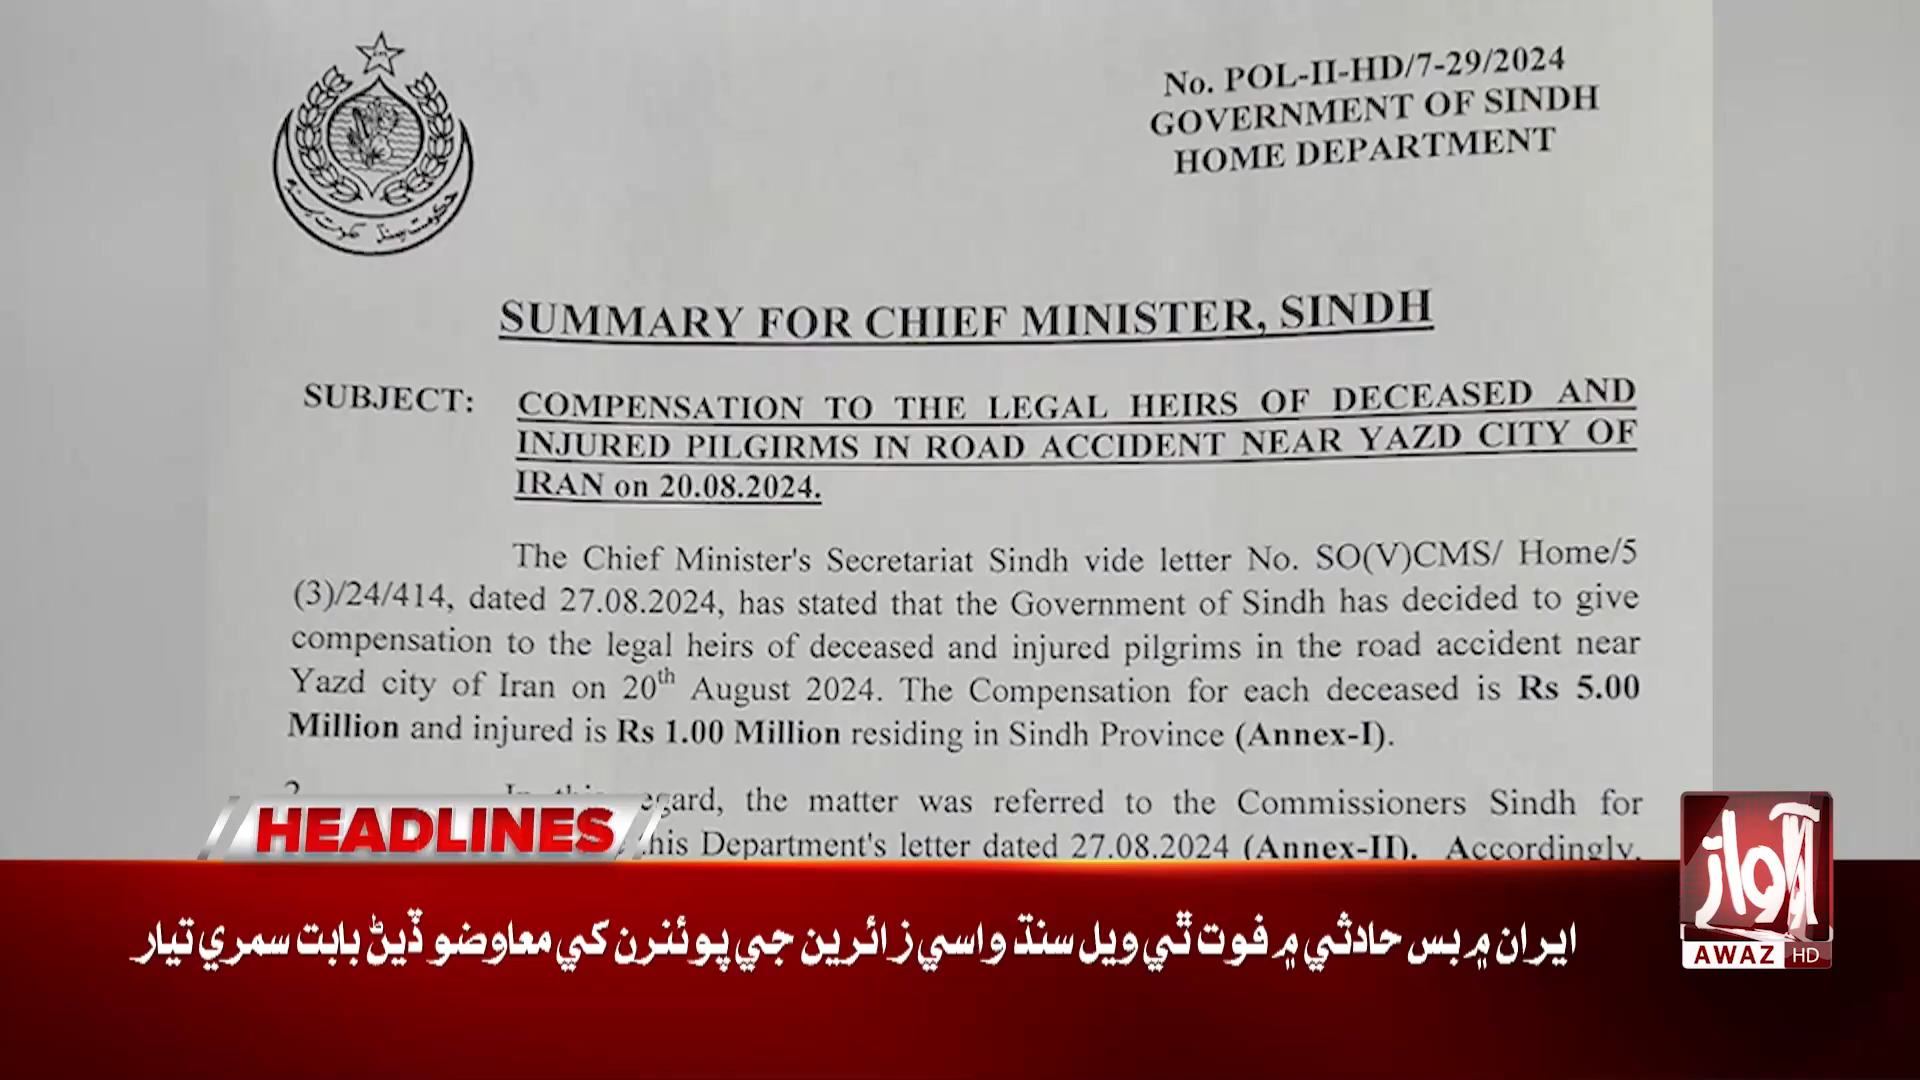 No. POL-II-HD/7-29/2024
GOVERNMENT OF SINDH
HOME DEPARTMENT
SUMMARY FOR CHIEF MINISTER, SINDH
SUBJECT: COMPENSATION TO THE LEGAL HEIRS OF DECEASED AND
INJURED PILGIRMS IN ROAD ACCIDENT NEAR YAZD CITY OF
IRAN on 20.08.2024.
The Chief Minister's Secretariat Sindh vide letter No. SO(V)CMS/ Home/5
(3)/24/414, dated 27.08.2024, has stated that the Government of Sindh has decided to give
compensation to the legal heirs of deceased and injured pilgrims in the road accident near
Yazd city of Iran on 20th August 2024. The Compensation for each deceased is Rs 5.00
Million and injured is Rs 1.00 Million residing in Sindh Province (Annex-I).
the matter was referred to the Commissioners Sindh for
Department's letter dated 27.08.2024 (Annex-II). Accordingly,
HEADLINES
ايران ۾ بس حادثي ۾ فوت ٿي ويل سنڌ واسي زائرين جي پوئنرن کي معاوضو ڏيڻ بابت سمري تيار
آواز
AWAZ HD